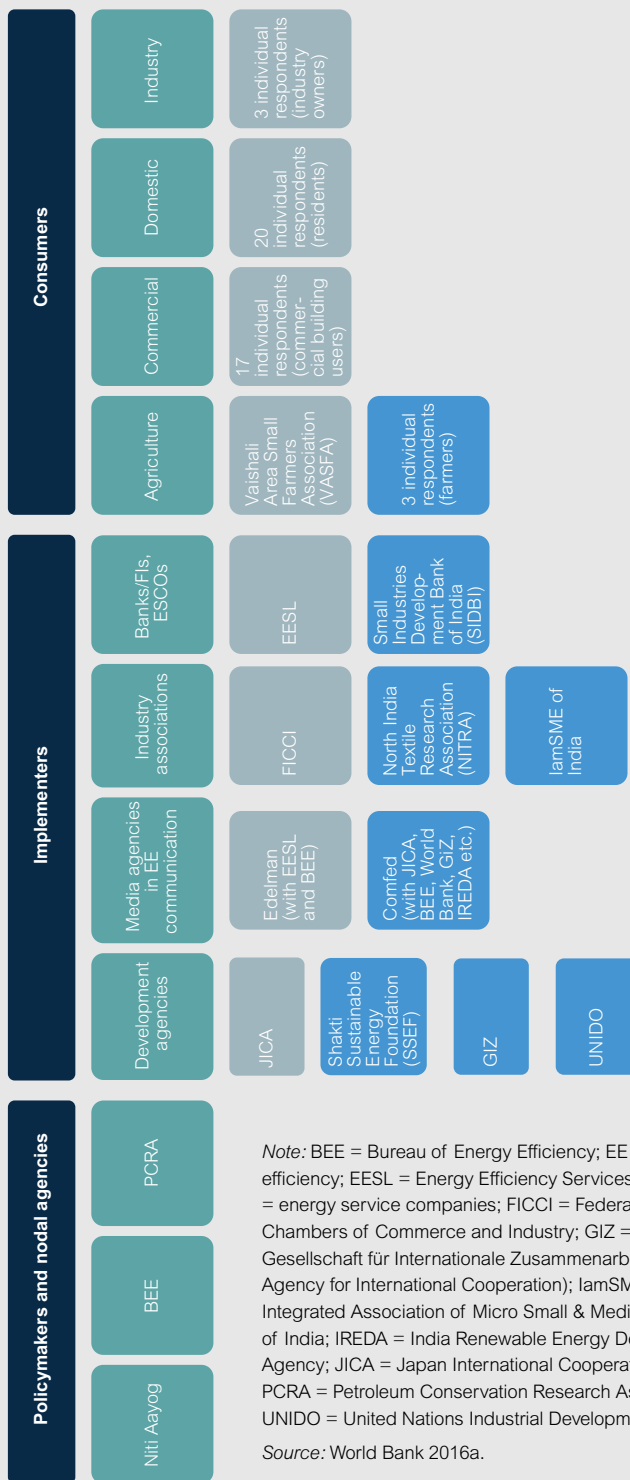 Policymakers and nodal agencies
Niti Aayog
BEE
PCRA
Implementers
Development
agencies
JICA
Shakti
Sustainable
Energy
Foundation
(SSEF)
GIZ
UNIDO
Media agencies
in EE
communication
Edelman
(with EESL
and BEE)
Comfed
(with JICA,
BEE, World
Bank, GiZ,
IREDA etc.)
Industry
associations
FICCI
North India
Textile
Research
Association
(NITRA)
IamSME of
India
Banks/FIs,
ESCOs
EESL
Small
Industries
Develop-
ment Bank
of India
(SIDBI)
Consumers
Agriculture
Vaishali
Area Small
Farmers
Association
(VASFA)
3 individual
respondents
(farmers)
Commercial
17
individual
respondents
(commer-
cial building
users)
Domestic
20
individual
respondents
(residents)
Industry
3 individual
respondents
(industry
owners)
Note: BEE = Bureau of Energy Efficiency; EE
efficiency; EESL = Energy Efficiency Services
= energy service companies; FICCI = Federa
Chambers of Commerce and Industry; GIZ =
Gesellschaft für Internationale Zusammenarb
Agency for International Cooperation); IamSM
Integrated Association of Micro Small & Medi
of India; IREDA = India Renewable Energy De
Agency; JICA = Japan International Cooperat
PCRA = Petroleum Conservation Research As
UNIDO = United Nations Industrial Developm
Source: World Bank 2016a.